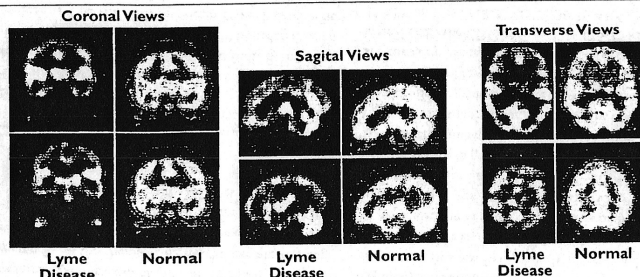 Coronal Views
Sagital Views
Transverse Views
Lyme
Disease
Normal
Lyme
Disease
Normal
Lyme
Disease
Normal